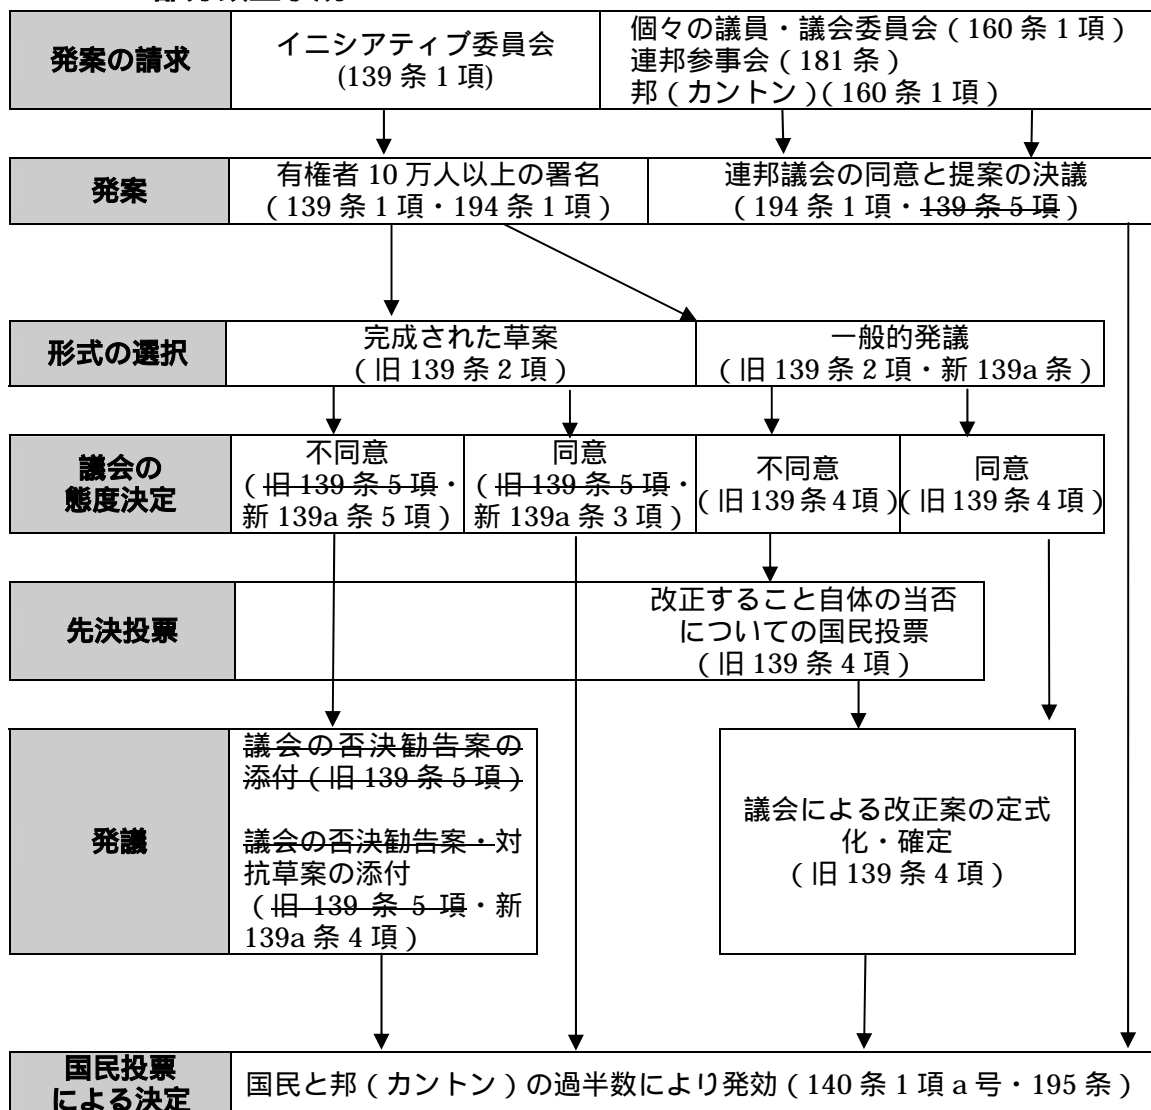 発案の請求
イニシアティブ委員会
(139 条 1 項)
個々の議員・議会委員会（160 条 1 項）
連邦参事会（181 条）
邦（カントン）（160 条 1 項）
発案
有権者 10 万人以上の署名
（139 条 1 項・194 条 1 項）
連邦議会の同意と提案の決議
（194 条 1 項・139 条 5 項）
形式の選択
完成された草案
（旧 139 条 2 項）
一般的発議
（旧 139 条 2 項・新 139a 条）
議会の
態度決定
不同意
（旧 139 条 5 項・
新 139a 条 5 項）
同意
（旧 139 条 5 項・
新 139a 条 3 項）
不同意
（旧 139 条 4 項）
同意
（旧 139 条 4 項）
先決投票
改正すること自体の当否
についての国民投票
（旧 139 条 4 項）
発議
議会の否決勧告案の
添付（旧 139 条 5 項）
議会の否決勧告案・対
抗草案の添付
（旧 139 条 5 項・新
139a 条 4 項）
議会による改正案の定式
化・確定
（旧 139 条 4 項）
国民投票
による決定
国民と邦（カントン）の過半数により発効（140 条 1 項 a 号・195 条）